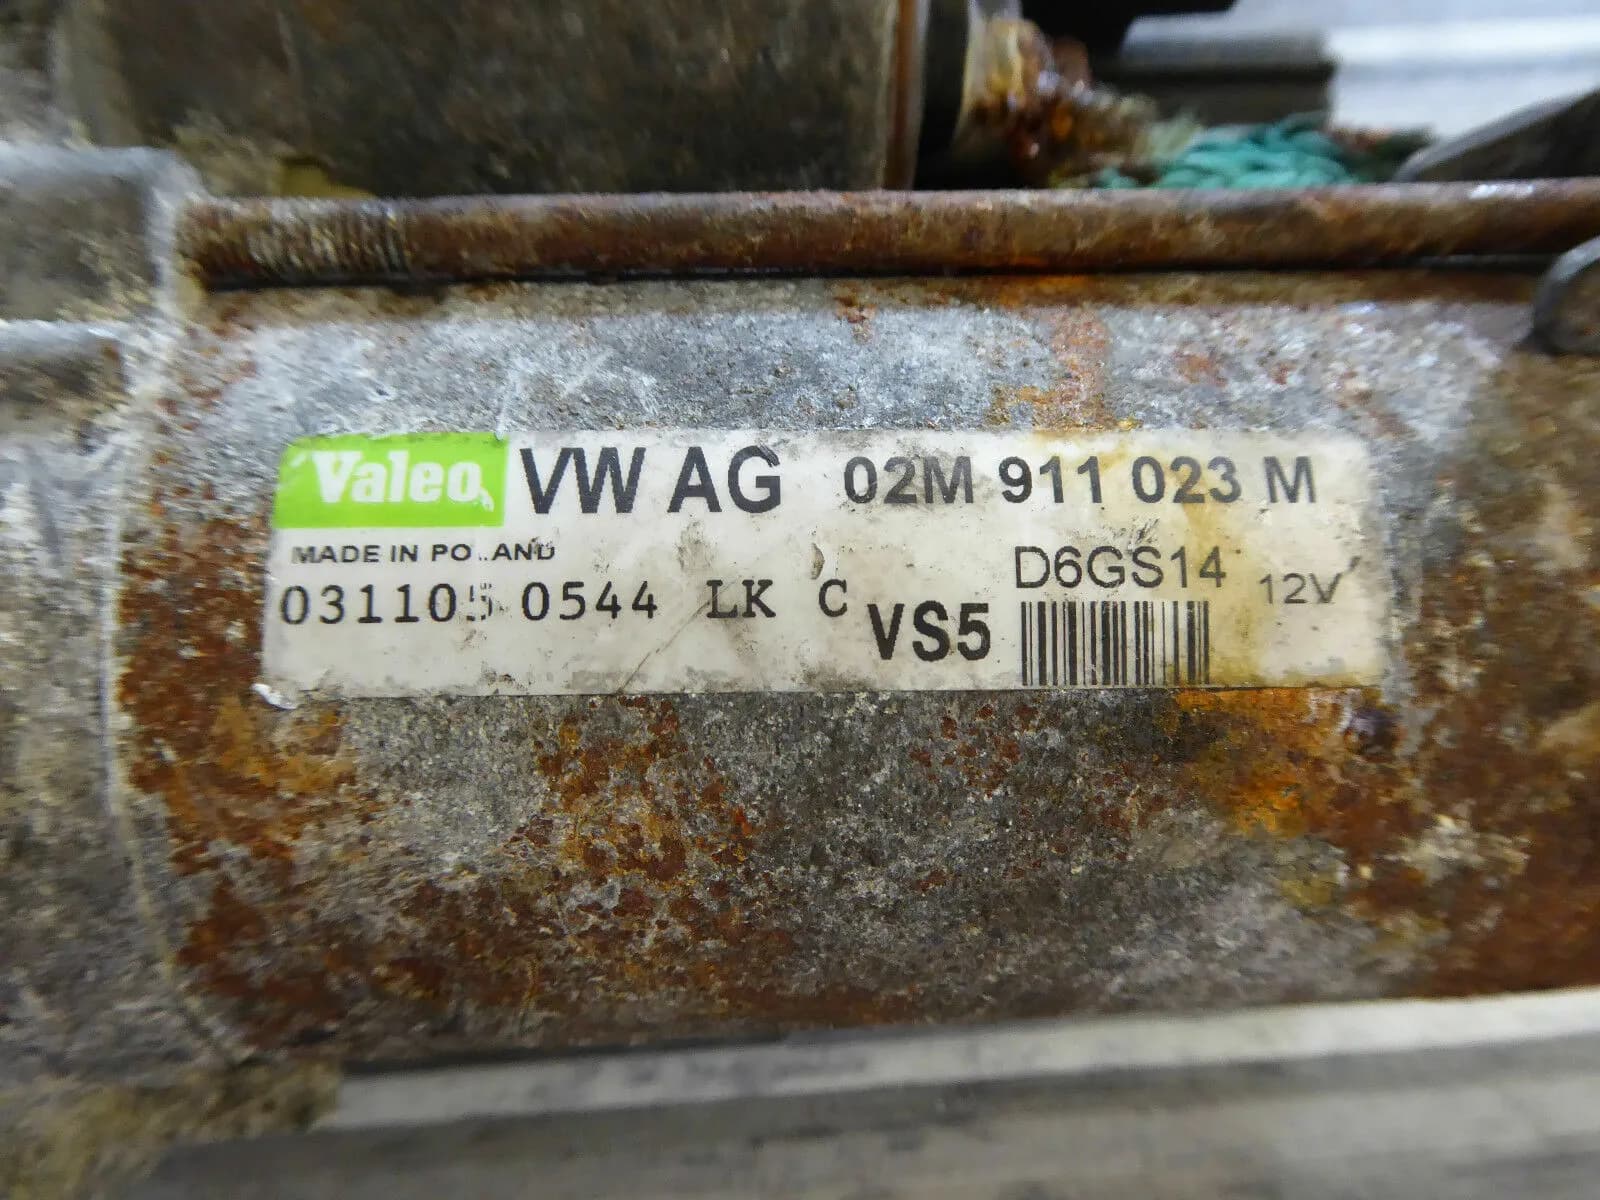 Valeo VW AG 02M 911 023 M
MADE IN POLAND D6GS14 12V
031105 0544 LK C VS5